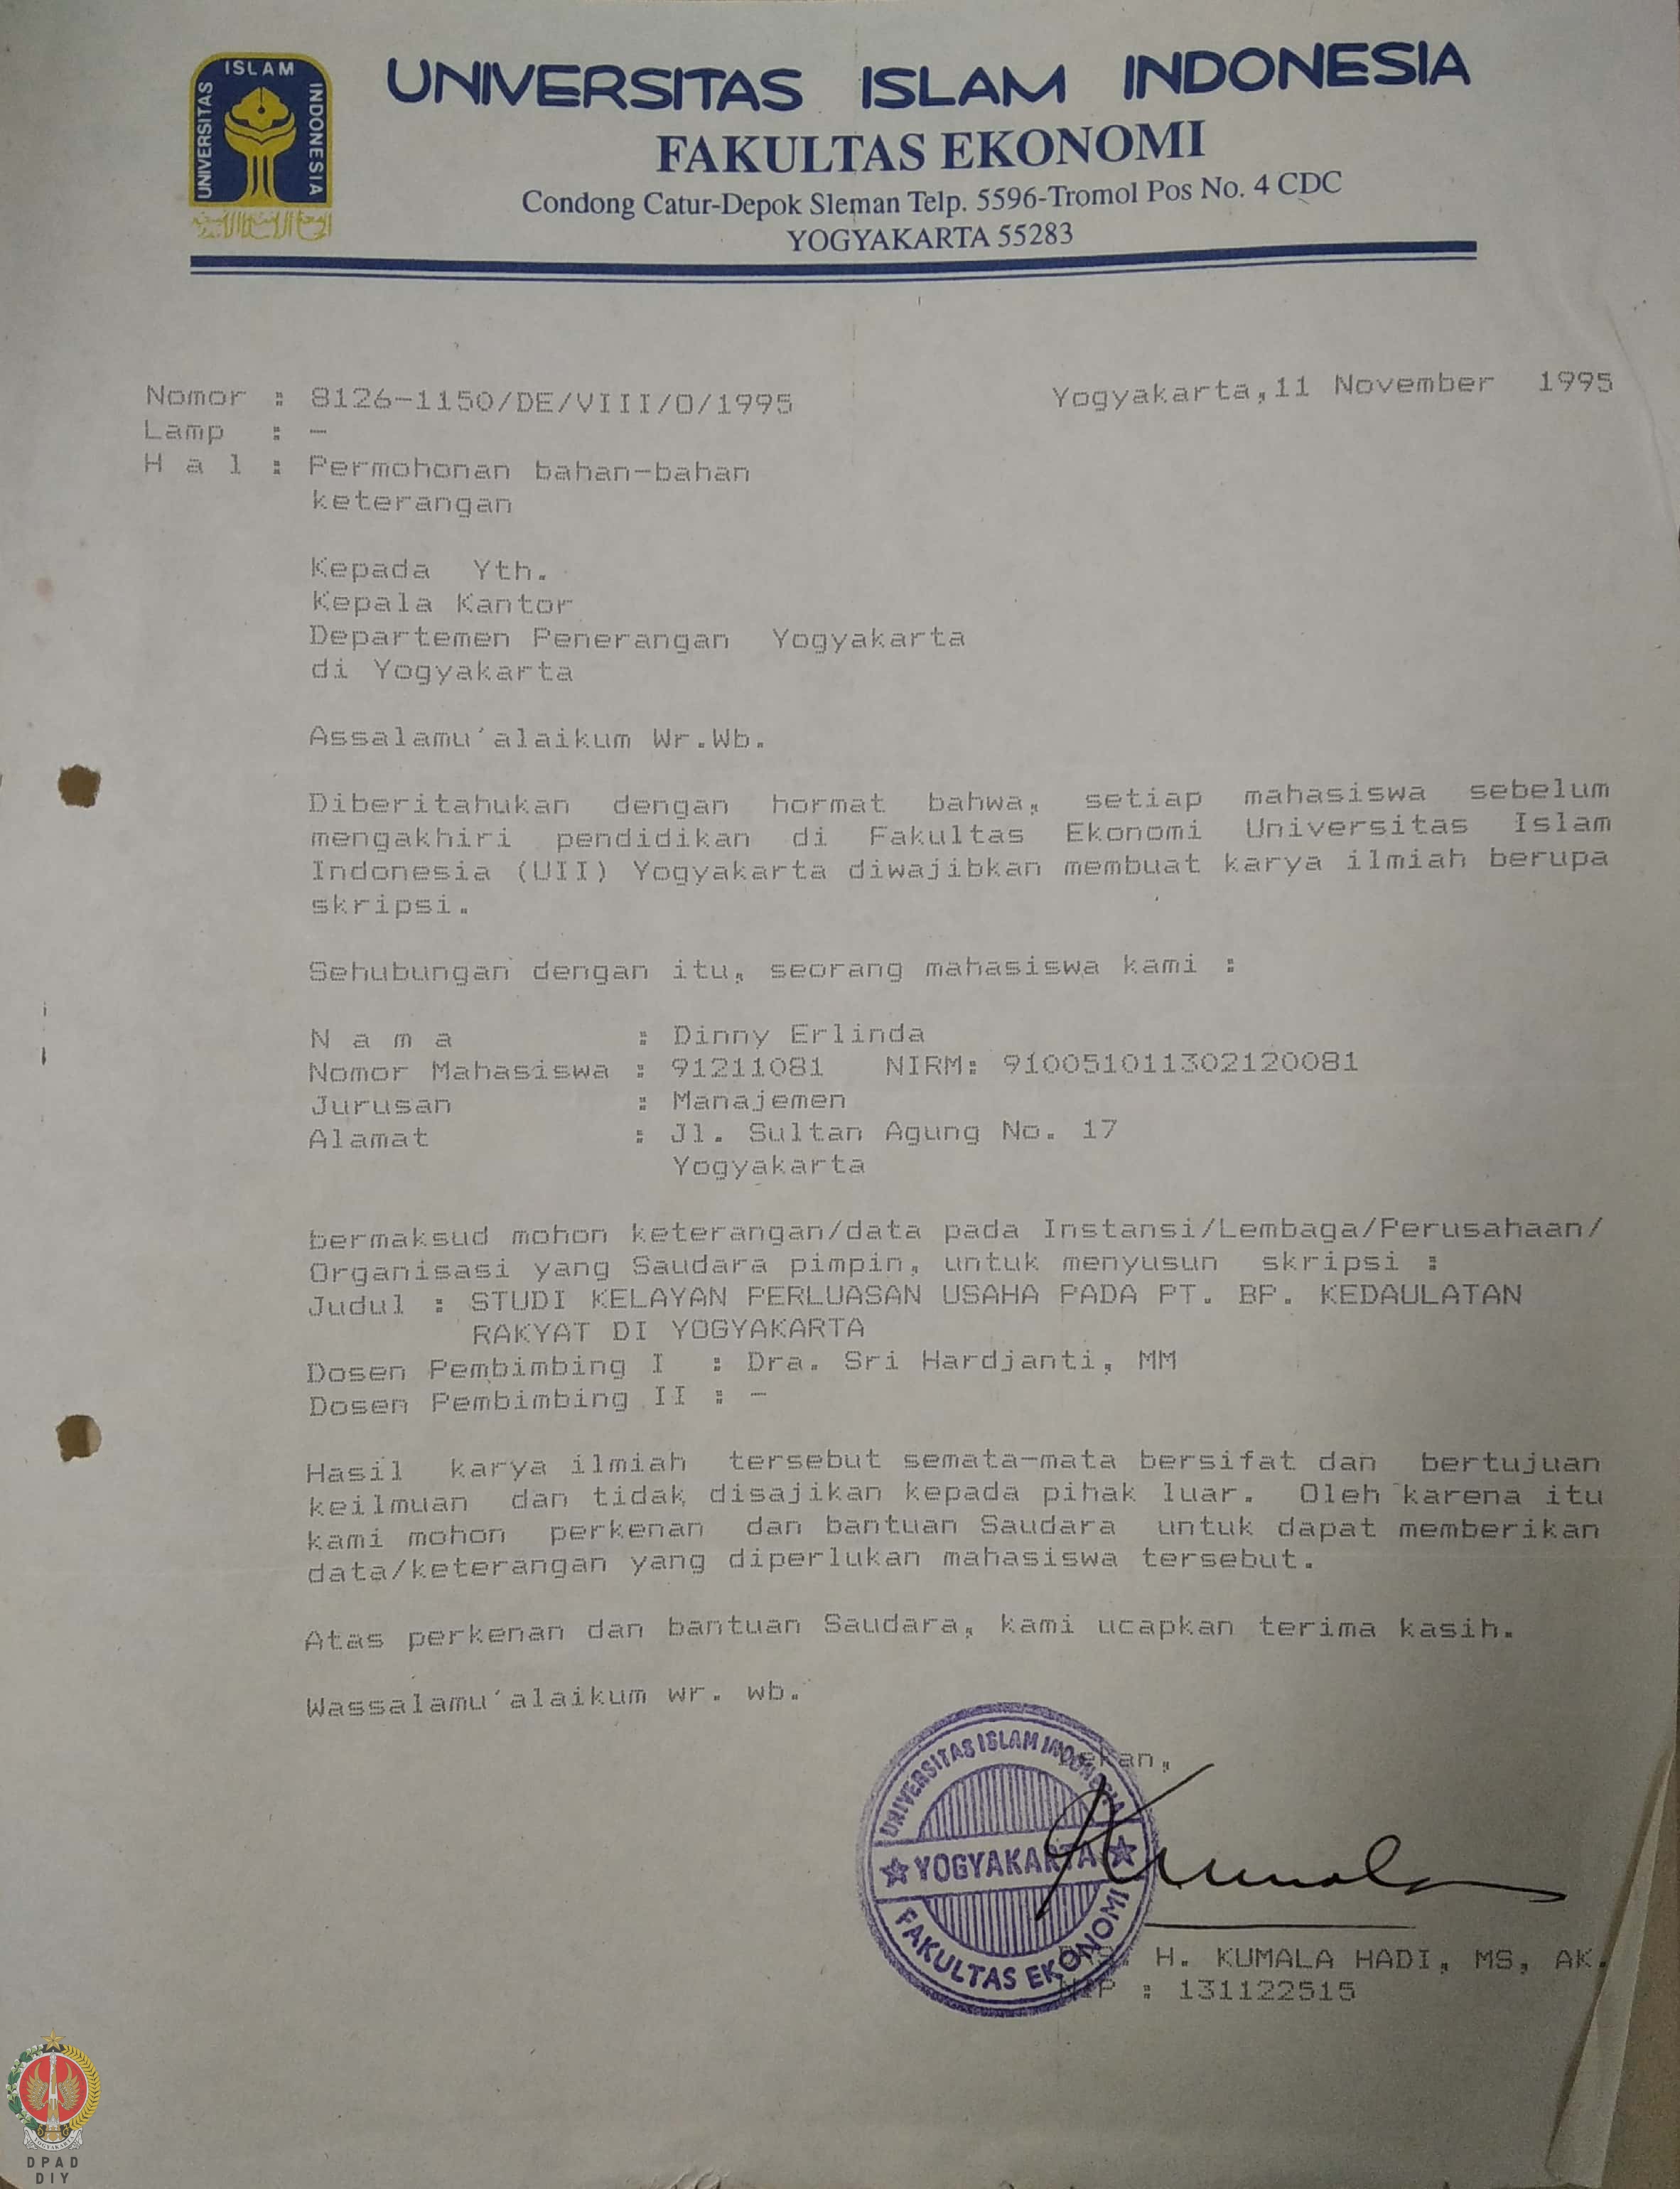 ISLAM
UNIVERSITAS
INDONESIA
UNIVERSITAS ISLAM INDONESIA
FAKULTAS EKONOMI
Condong Catur-Depok Sleman Telp. 5596-Tromol Pos No. 4 CDC
YOGYAKARTA 55283
Nomor : 8126-1150/DE/VIII/O/1995 Yogyakarta,11 November 1995
Lamp : -
H a l : Permohonan bahan-bahan
keterangan
Kepada Yth.
Kepala Kantor
Departemen Penerangan Yogyakarta
di Yogyakarta
Assalamu'alaikum Wr.Wb.
Diberitahukan dengan hormat bahwa, setiap mahasiswa sebelum
mengakhiri pendidikan di Fakultas Ekonomi Universitas Islam
Indonesia (UII) Yogyakarta diwajibkan membuat karya ilmiah berupa
skripsi.
Sehubungan dengan itu, seorang mahasiswa kami :
N a m a : Dinny Erlinda
Nomor Mahasiswa : 91211081 NIRM: 910051011302120081
Jurusan : Manajemen
Alamat : Jl. Sultan Agung No. 17
Yogyakarta
bermaksud mohon keterangan/data pada Instansi/Lembaga/Perusahaan/
Organisasi yang Saudara pimpin, untuk menyusun skripsi :
Judul : STUDI KELAYAN PERLUASAN USAHA PADA PT. BP. KEDAULATAN
RAKYAT DI YOGYAKARTA
Dosen Pembimbing I : Dra. Sri Hardjanti, MM
Dosen Pembimbing II : -
Hasil karya ilmiah tersebut semata-mata bersifat dan bertujuan
keilmuan dan tidak disajikan kepada pihak luar. Oleh karena itu
kami mohon perkenan dan bantuan Saudara untuk dapat memberikan
data/keterangan yang diperlukan mahasiswa tersebut.
Atas perkenan dan bantuan Saudara, kami ucapkan terima kasih.
Wassalamu'alaikum wr. wb.
Dekan,
UNIVERSITAS ISLAM INDONESIA
YOGYAKARTA
FAKULTAS EKONOMI
Kumala
DRS. H. KUMALA HADI, MS, AK.
NIP : 131122515
YOGYAKARTA
DPAD
DIY